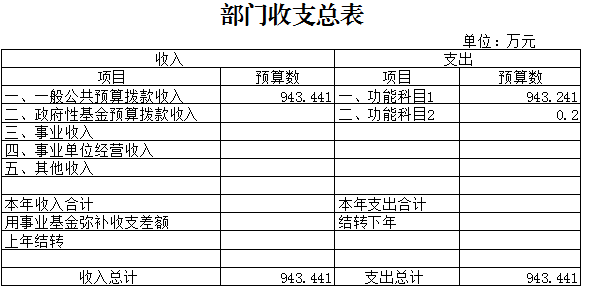 部门收支总表
单位：万元
收入 支出
项目 预算数 项目 预算数
一、一般公共预算拨款收入 943.441 一、功能科目1 943.241
二、政府性基金预算拨款收入 二、功能科目2 0.2
三、事业收入
四、事业单位经营收入
五、其他收入
本年收入合计 本年支出合计
用事业基金弥补收支差额 结转下年
上年结转
收入总计 943.441 支出总计 943.441